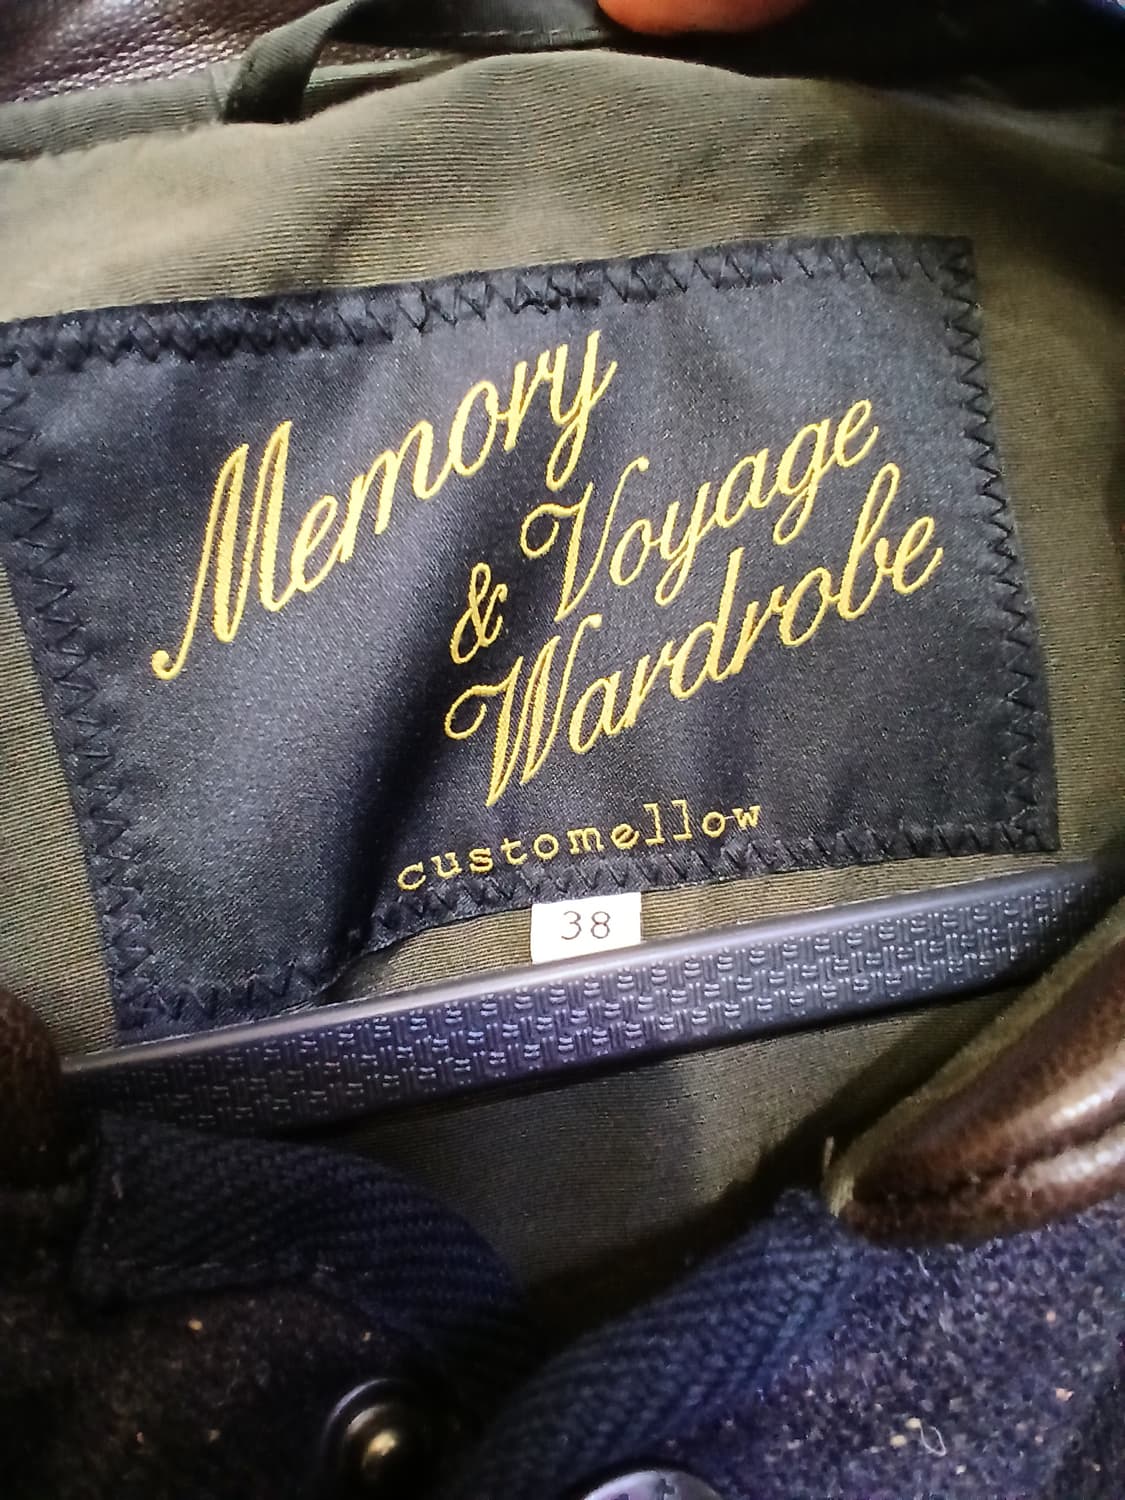 Memory
& Voyage
Wardrobe
customellow
38